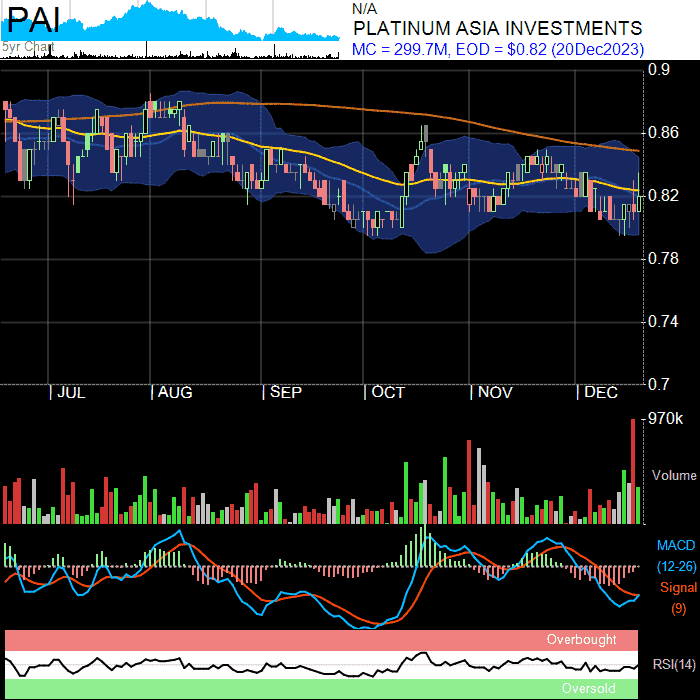 PAI
5yr Chart
N/A
PLATINUM ASIA INVESTMENTS
MC = 299.7M, EOD = $0.82 (20Dec2023)
0.9
0.86
0.82
0.78
0.74
0.7
JUL AUG SEP OCT NOV DEC
970k
Volume
MACD
(12-26)
Signal
(9)
Overbought
RSI(14)
Oversold